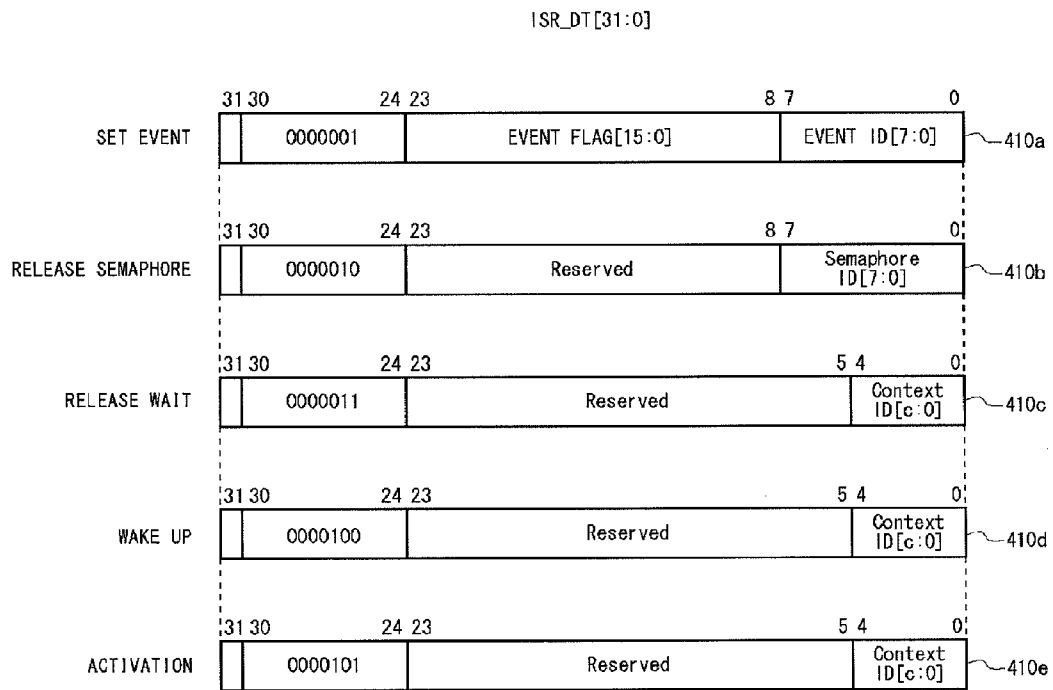 ISR_DT[31:0]
31 30 24 23 8 7 0
SET EVENT 0000001 EVENT FLAG[15:0] EVENT ID[7:0] 410a
31 30 24 23 8 7 0
RELEASE SEMAPHORE 0000010 Reserved Semaphore
ID[7:0] 410b
31 30 24 23 5 4 0
RELEASE WAIT 0000011 Reserved Context
ID[c:0] 410c
31 30 24 23 5 4 0
WAKE UP 0000100 Reserved Context
ID[c:0] 410d
31 30 24 23 5 4 0
ACTIVATION 0000101 Reserved Context
ID[c:0] 410e